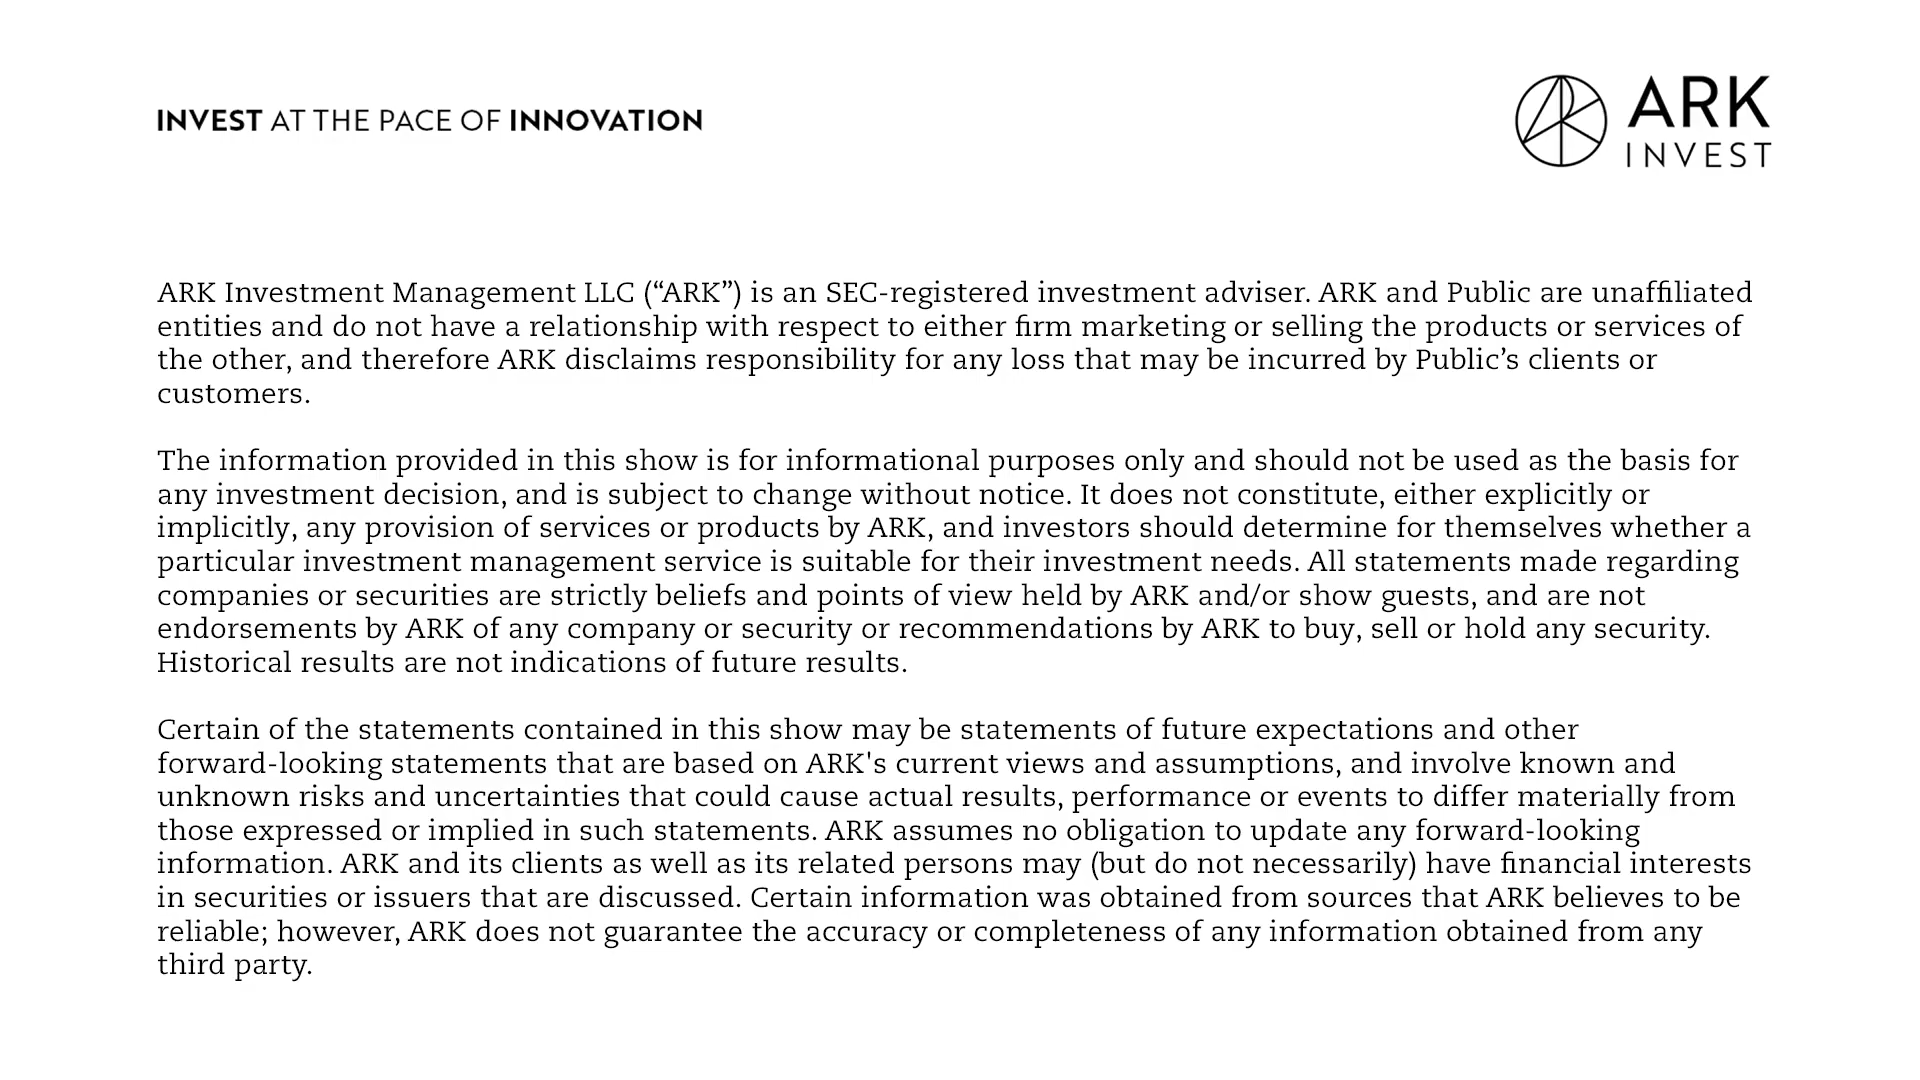 INVEST AT THE PACE OF INNOVATION
ARK
INVEST
ARK Investment Management LLC (“ARK”) is an SEC-registered investment adviser. ARK and Public are unaffiliated
entities and do not have a relationship with respect to either firm marketing or selling the products or services of
the other, and therefore ARK disclaims responsibility for any loss that may be incurred by Public’s clients or
customers.
The information provided in this show is for informational purposes only and should not be used as the basis for
any investment decision, and is subject to change without notice. It does not constitute, either explicitly or
implicitly, any provision of services or products by ARK, and investors should determine for themselves whether a
particular investment management service is suitable for their investment needs. All statements made regarding
companies or securities are strictly beliefs and points of view held by ARK and/or show guests, and are not
endorsements by ARK of any company or security or recommendations by ARK to buy, sell or hold any security.
Historical results are not indications of future results.
Certain of the statements contained in this show may be statements of future expectations and other
forward-looking statements that are based on ARK's current views and assumptions, and involve known and
unknown risks and uncertainties that could cause actual results, performance or events to differ materially from
those expressed or implied in such statements. ARK assumes no obligation to update any forward-looking
information. ARK and its clients as well as its related persons may (but do not necessarily) have financial interests
in securities or issuers that are discussed. Certain information was obtained from sources that ARK believes to be
reliable; however, ARK does not guarantee the accuracy or completeness of any information obtained from any
third party.